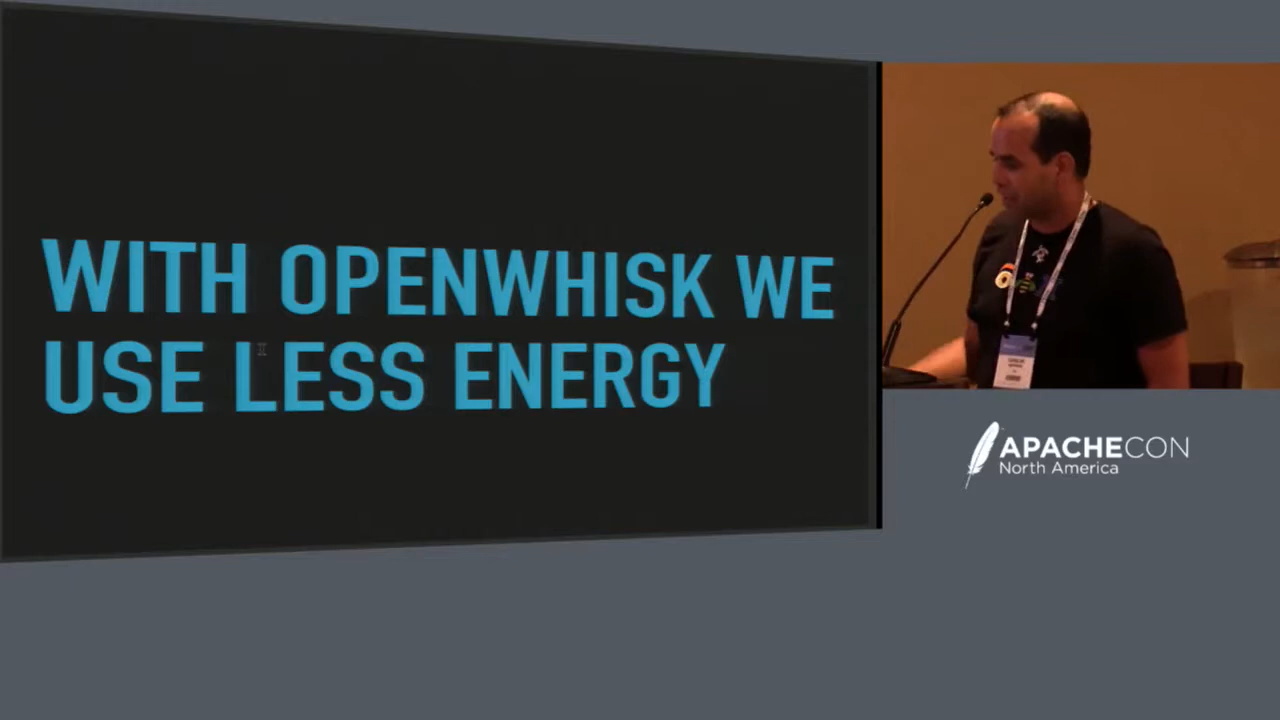 WITH OPENWHISK WE
USE LESS ENERGY
APACHECON
North America